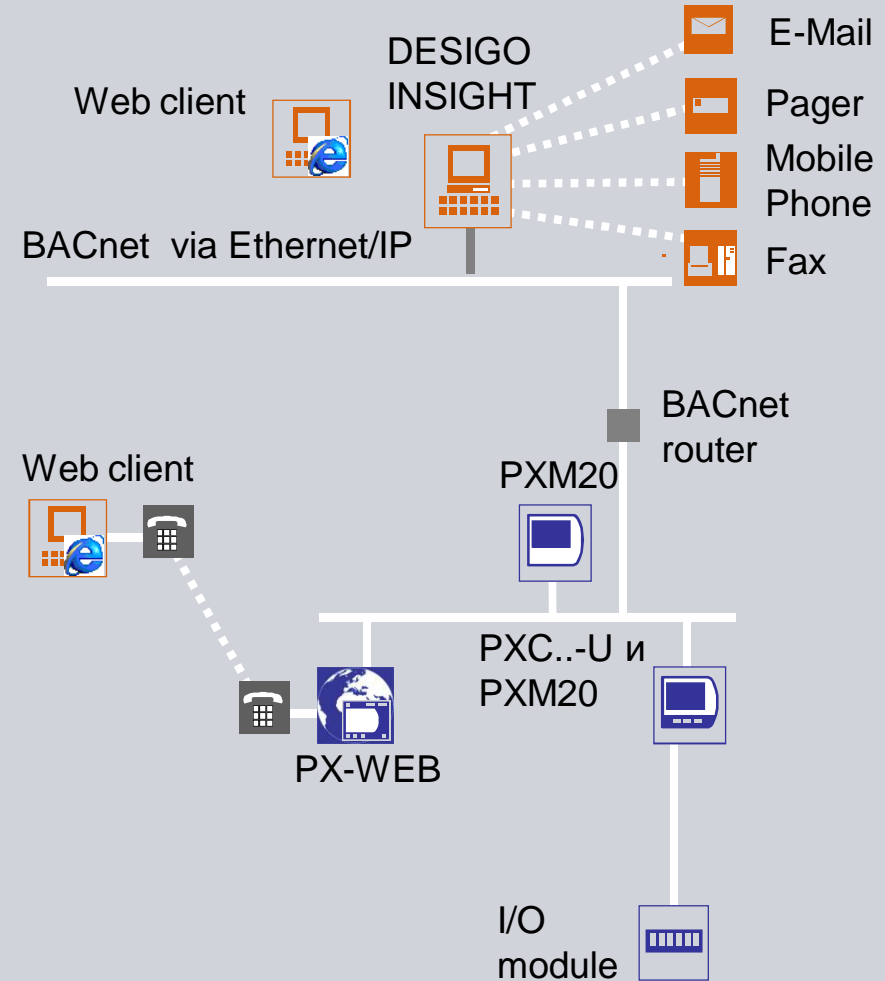 E-Mail
DESIGO
INSIGHT
Web client
Pager
Mobile
Phone
BACnet via Ethernet/IP
Fax
BACnet
router
Web client
PXM20
PXC..-U и
PXM20
PX-WEB
I/O
module